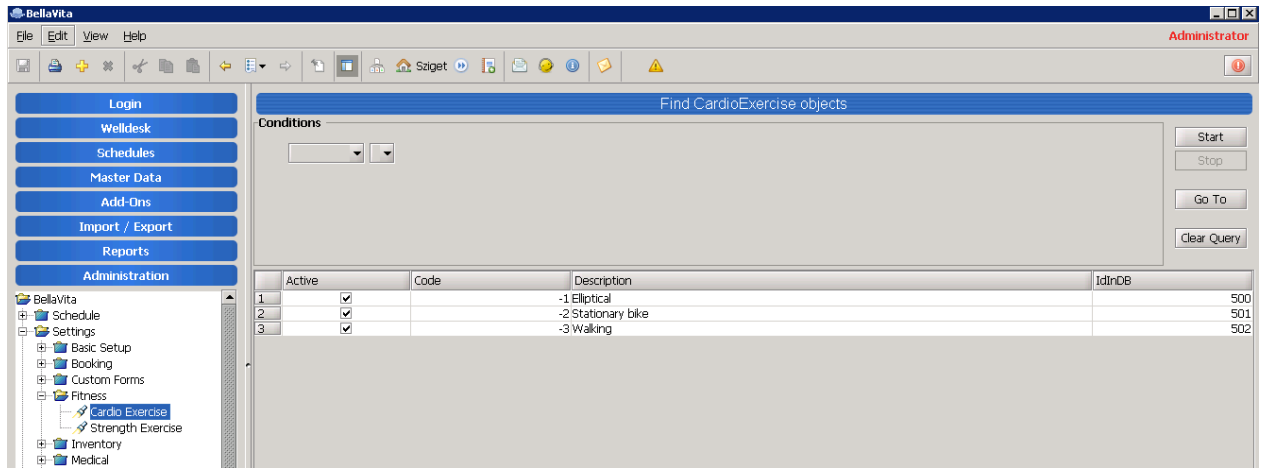 BellaVita
File Edit View Help Administrator
Sziget
Login
Welldesk
Schedules
Master Data
Add-Ons
Import / Export
Reports
Administration
BellaVita
Schedule
Settings
Basic Setup
Booking
Custom Forms
Fitness
Cardio Exercise
Strength Exercise
Inventory
Medical
Find CardioExercise objects
Conditions
Start
Stop
Go To
Clear Query
Active Code Description IdInDB
1 -1 Elliptical 500
2 -2 Stationary bike 501
3 -3 Walking 502